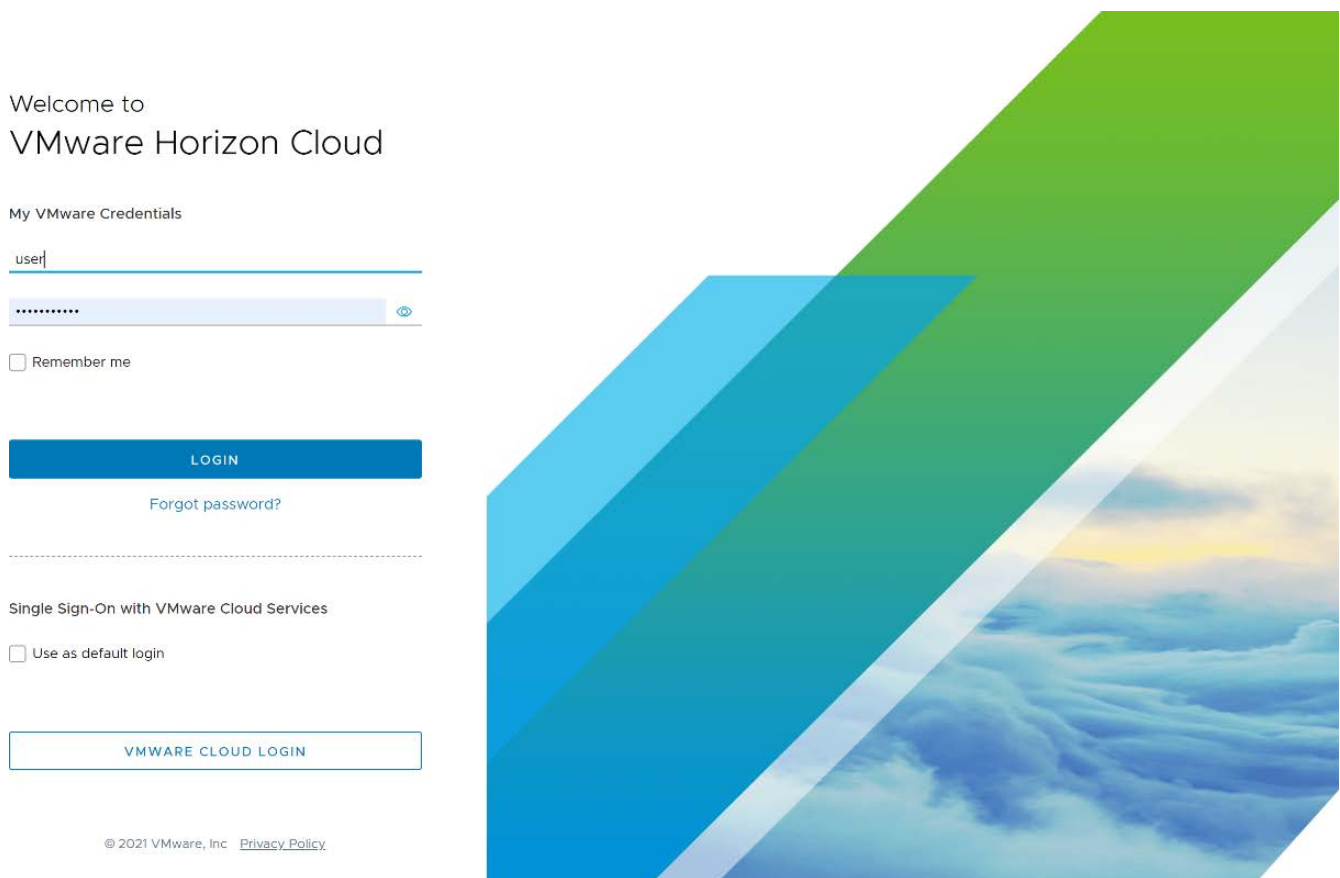 Welcome to
VMware Horizon Cloud
My VMware Credentials
user
•••••••••••
Remember me
LOGIN
Forgot password?
Single Sign-On with VMware Cloud Services
Use as default login
VMWARE CLOUD LOGIN
© 2021 VMware, Inc Privacy Policy